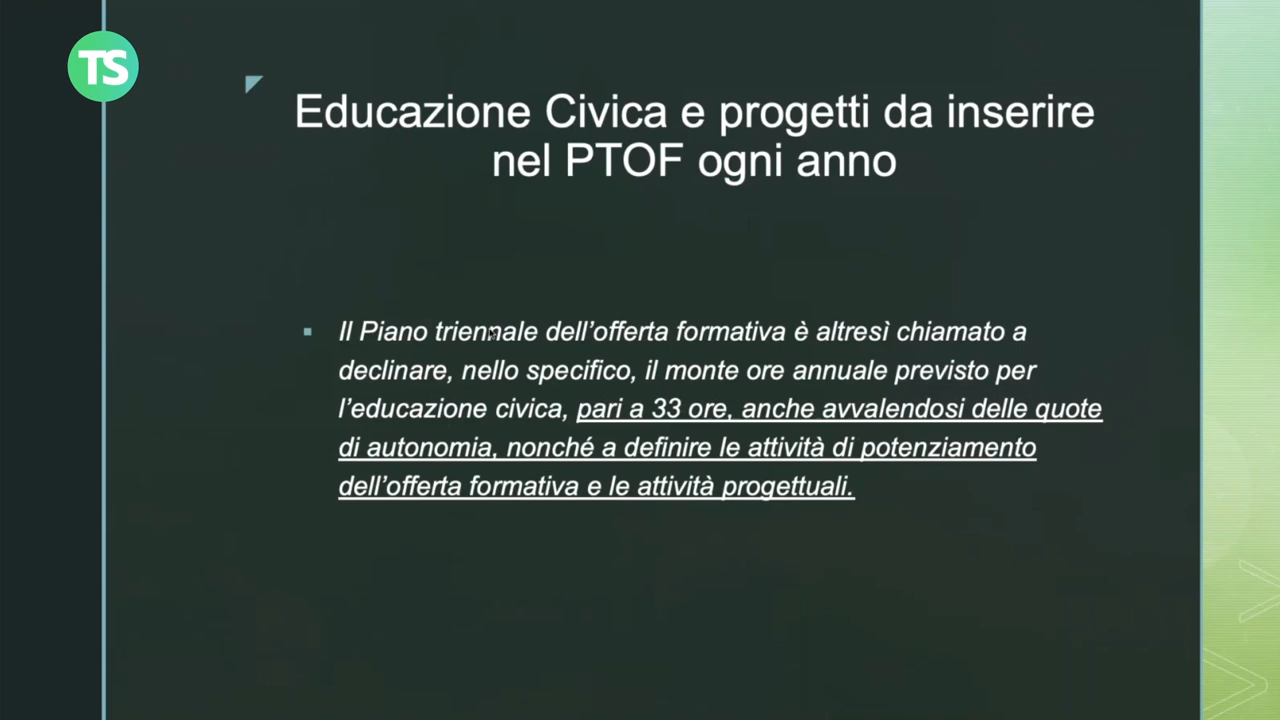 TS
Educazione Civica e progetti da inserire
nel PTOF ogni anno
Il Piano triennale dell’offerta formativa è altresì chiamato a
declinare, nello specifico, il monte ore annuale previsto per
l’educazione civica, pari a 33 ore, anche avvalendosi delle quote
di autonomia, nonché a definire le attività di potenziamento
dell’offerta formativa e le attività progettuali.